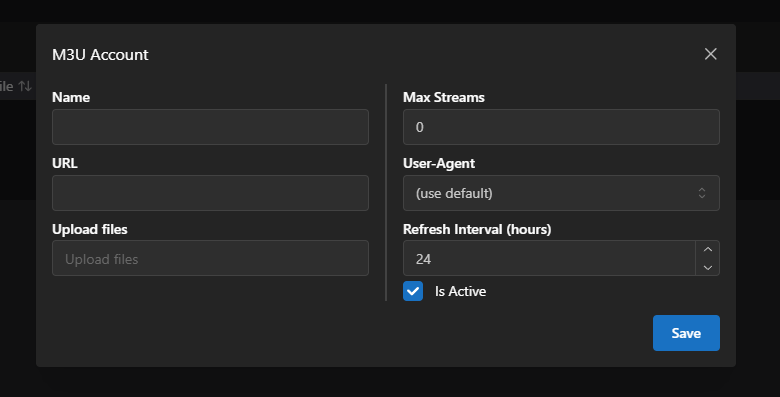 M3U Account
ile
Name
URL
Upload files
Upload files
Max Streams
0
User-Agent
(use default)
Refresh Interval (hours)
24
Is Active
Save